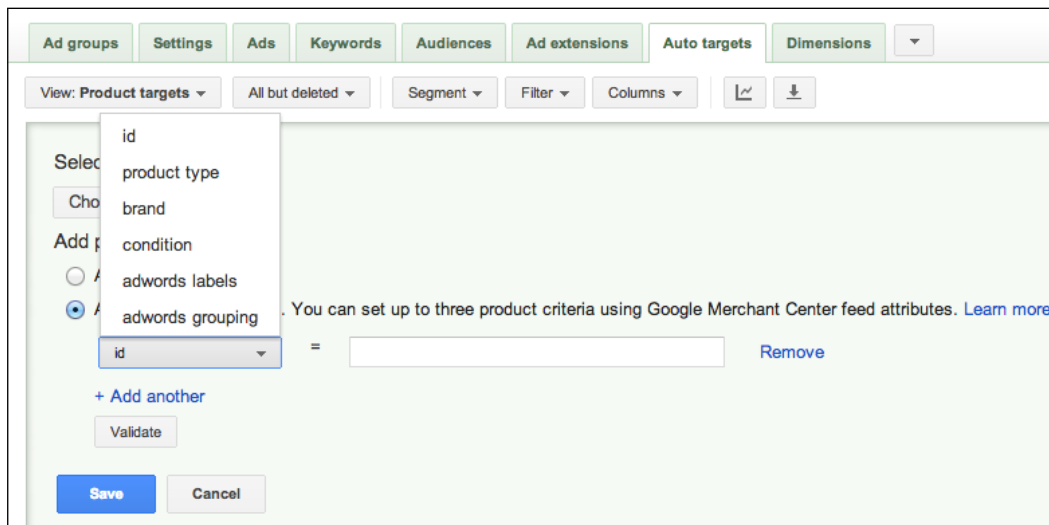 Ad groups Settings Ads Keywords Audiences Ad extensions Auto targets Dimensions
View: Product targets All but deleted Segment Filter Columns
id
Selec
product type
Cho
brand
Add p
condition
A
adwords labels
A . You can set up to three product criteria using Google Merchant Center feed attributes. Learn more
adwords grouping
id = Remove
+ Add another
Validate
Save Cancel